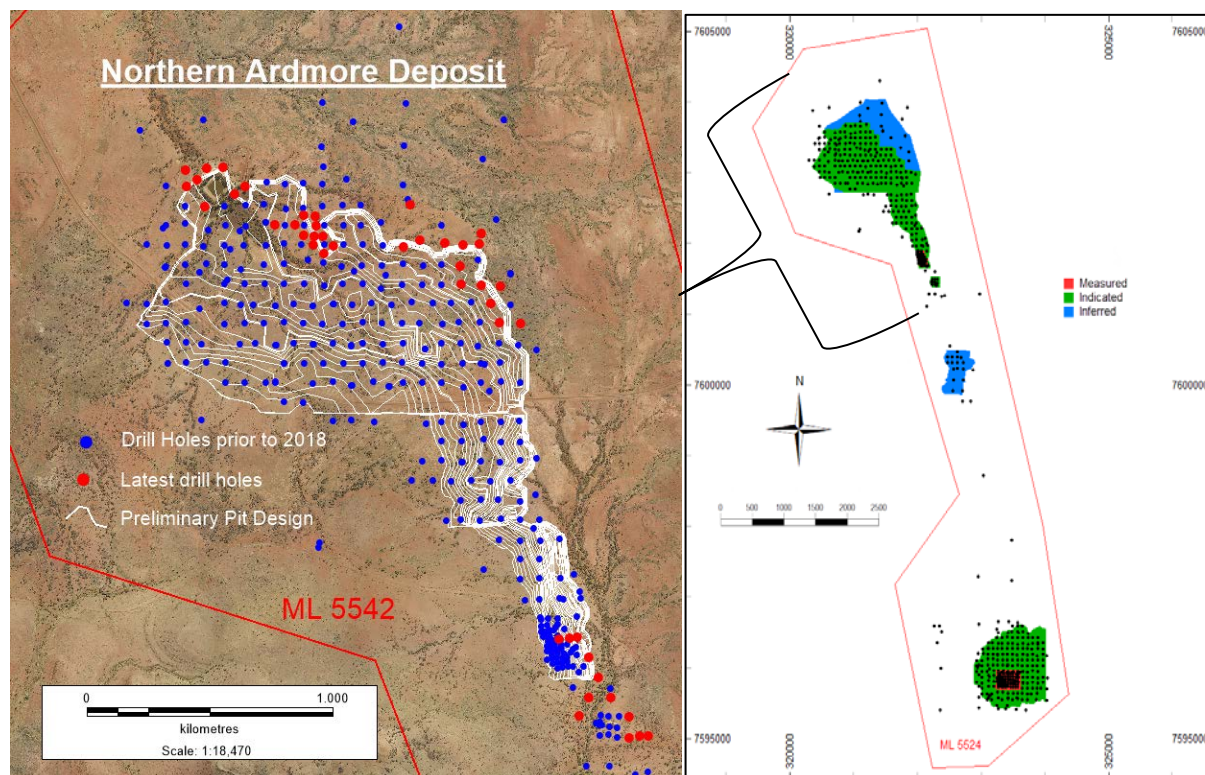 Northern Ardmore Deposit
Drill Holes prior to 2018
Latest drill holes
Preliminary Pit Design
ML 5542
0 1.000
kilometres
Scale: 1:18,470
7605000 320000 325000 7605000
Measured
Indicated
Inferred
7600000 7600000
N
0 500 1000 1500 2000 2500
7595000 320000 ML 5524 325000 7595000